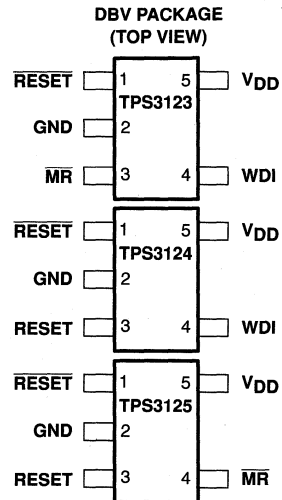 DBV PACKAGE
(TOP VIEW)
RESET 1 5 VDD
TPS3123
GND 2
MR 3 4 WDI
RESET 1 5 VDD
TPS3124
GND 2
RESET 3 4 WDI
RESET 1 5 VDD
TPS3125
GND 2
RESET 3 4 MR